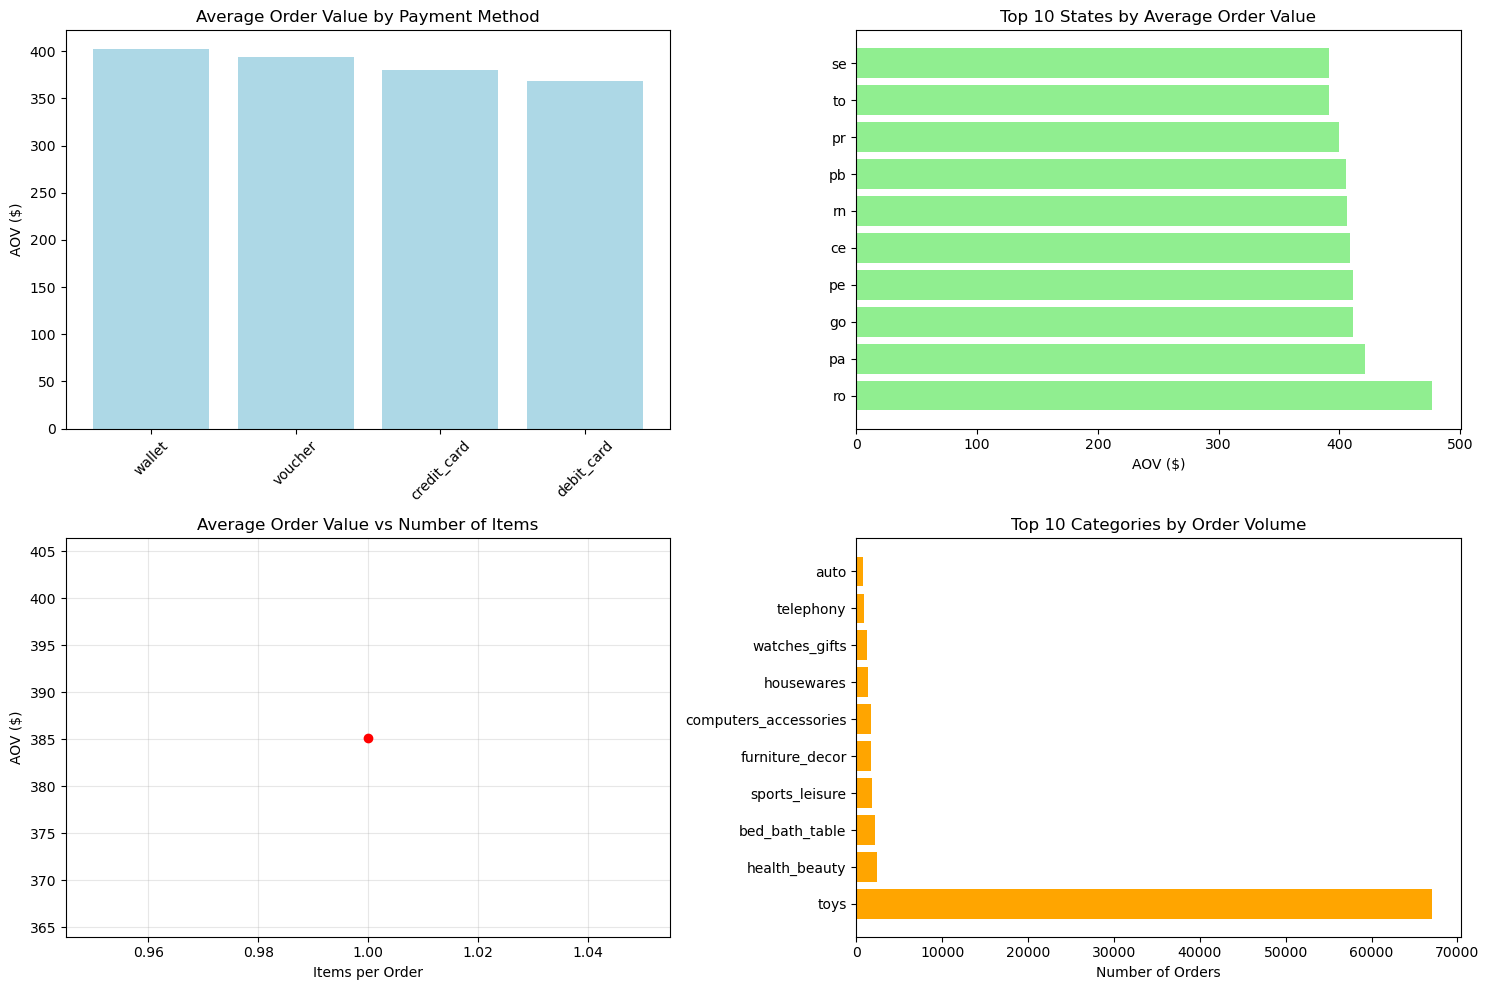 Average Order Value by Payment Method
AOV ($)
400
350
300
250
200
150
100
50
0
wallet
voucher
credit_card
debit_card
Top 10 States by Average Order Value
se
to
pr
pb
rn
ce
pe
go
pa
ro
0 100 200 300 400 500
AOV ($)
Average Order Value vs Number of Items
AOV ($)
405
400
395
390
385
380
375
370
365
0.96 0.98 1.00 1.02 1.04
Items per Order
Top 10 Categories by Order Volume
auto
telephony
watches_gifts
housewares
computers_accessories
furniture_decor
sports_leisure
bed_bath_table
health_beauty
toys
0 10000 20000 30000 40000 50000 60000 70000
Number of Orders